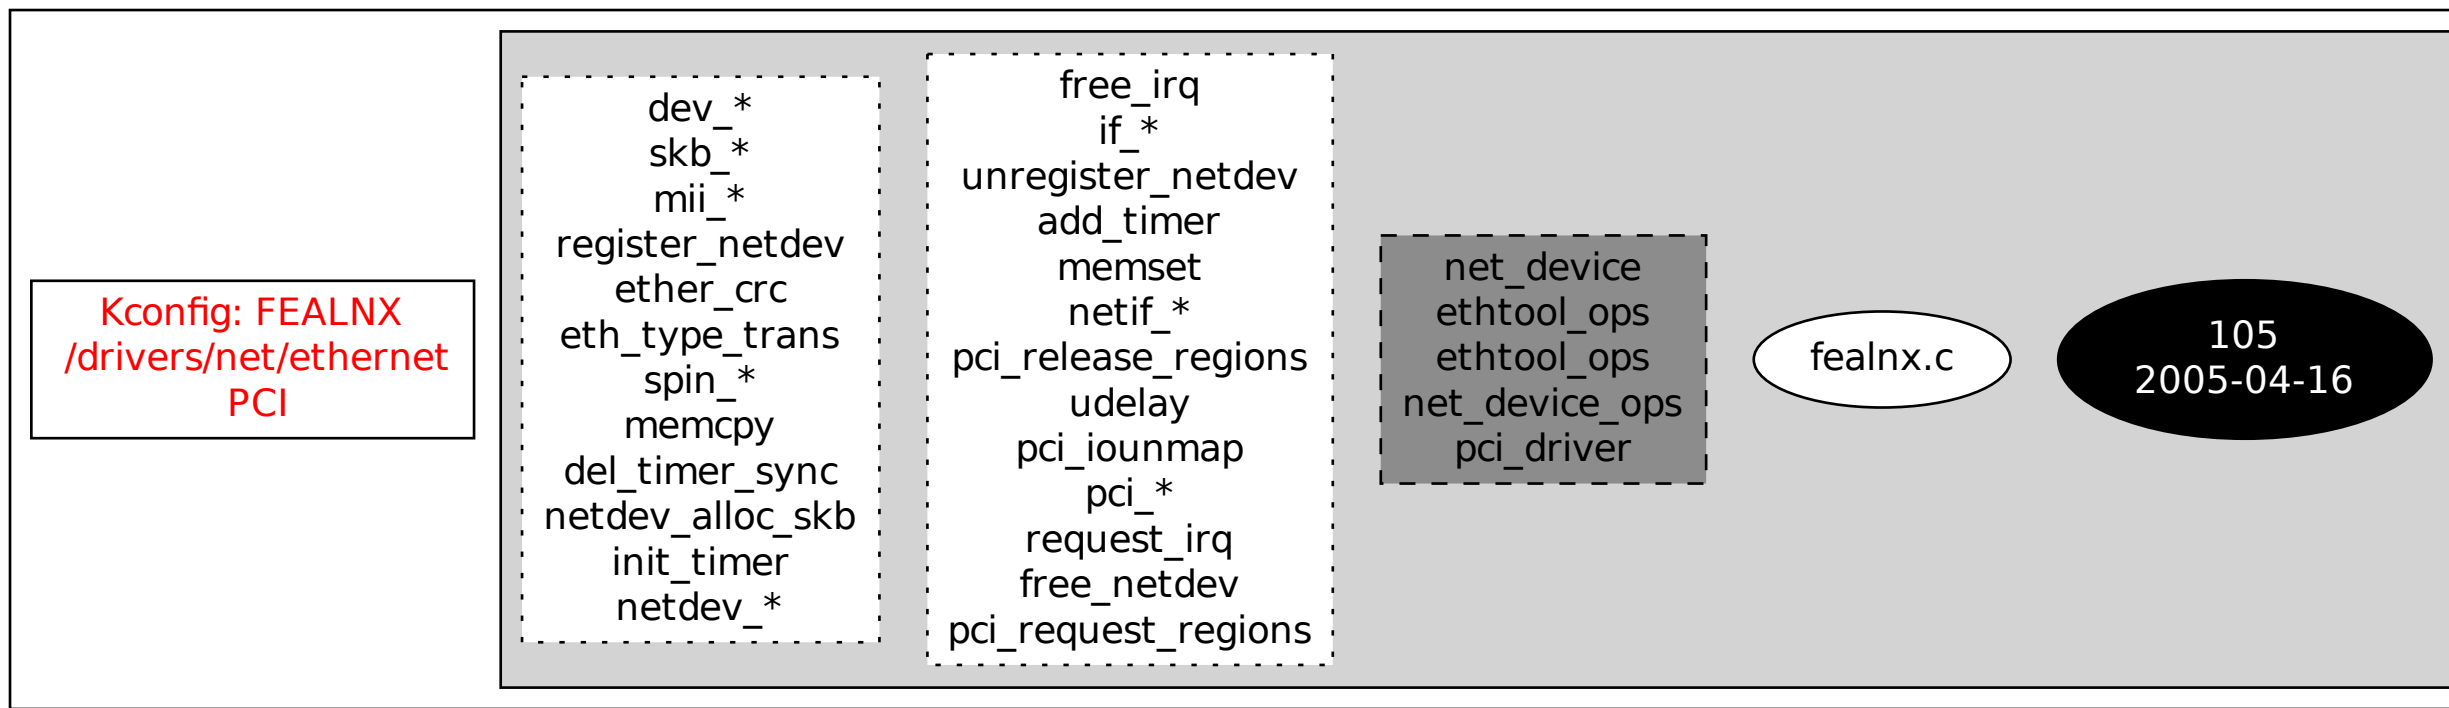 Kconfig: FEALNX
/drivers/net/ethernet
PCI
dev_*
skb_*
mii_*
register_netdev
ether_crc
eth_type_trans
spin_*
memcpy
del_timer_sync
netdev_alloc_skb
init_timer
netdev_*
free_irq
if_*
unregister_netdev
add_timer
memset
netif_*
pci_release_regions
udelay
pci_iounmap
pci_*
request_irq
free_netdev
pci_request_regions
net_device
ethtool_ops
ethtool_ops
net_device_ops
pci_driver
fealnx.c
105
2005-04-16